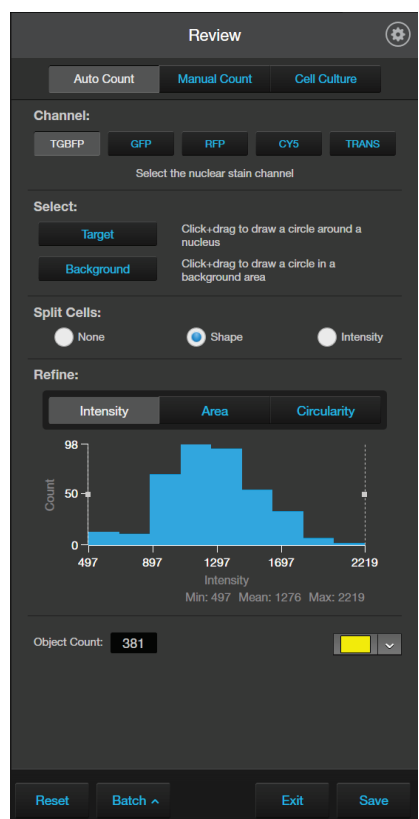 Review
Auto Count Manual Count Cell Culture
Channel:
TGBFP GFP RFP CY5 TRANS
Select the nuclear stain channel
Select:
Target
Click+drag to draw a circle around a
nucleus
Background
Click+drag to draw a circle in a
background area
Split Cells:
None Shape Intensity
Refine:
Intensity Area Circularity
98
50
0
Count
497 897 1297 1697 2219
Intensity
Min: 497 Mean: 1276 Max: 2219
Object Count: 381
Reset Batch Exit Save